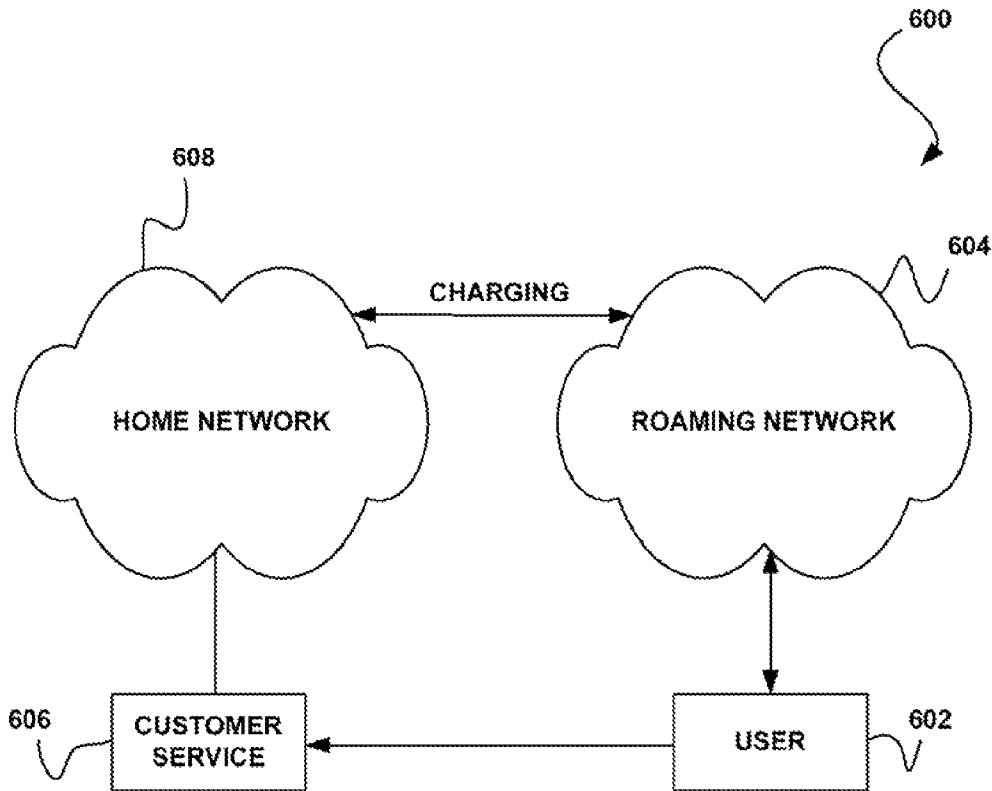 600
608
604
CHARGING
HOME NETWORK
ROAMING NETWORK
606
CUSTOMER
SERVICE
USER
602